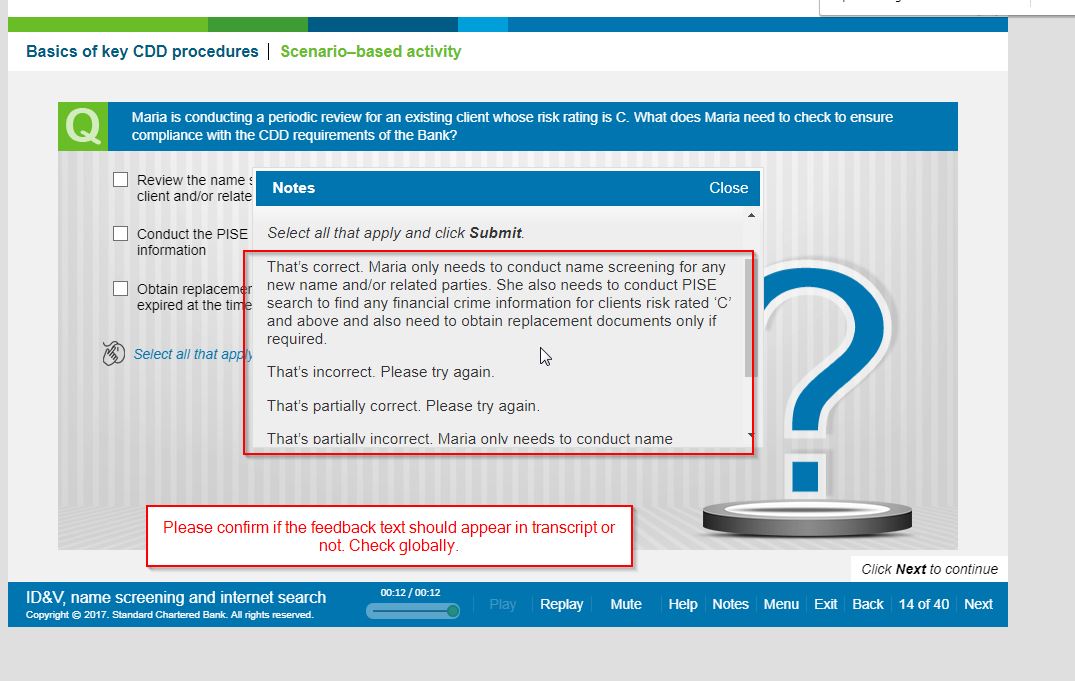 Basics of key CDD procedures | Scenario–based activity
Q
Maria is conducting a periodic review for an existing client whose risk rating is C. What does Maria need to check to ensure
compliance with the CDD requirements of the Bank?
Review the name
client and/or relate
Conduct the PISE
information
Obtain replacemen
expired at the time
Select all that apply
Notes
Close
Select all that apply and click Submit.
That's correct. Maria only needs to conduct name screening for any
new name and/or related parties. She also needs to conduct PISE
search to find any financial crime information for clients risk rated ‘C’
and above and also need to obtain replacement documents only if
required.
That's incorrect. Please try again.
That's partially correct. Please try again.
That's partially incorrect. Maria only needs to conduct name
Please confirm if the feedback text should appear in transcript or
not. Check globally.
Click Next to continue
ID&V, name screening and internet search
Copyright © 2017. Standard Chartered Bank. All rights reserved.
00:12 / 00:12
Play Replay Mute Help Notes Menu Exit Back 14 of 40 Next